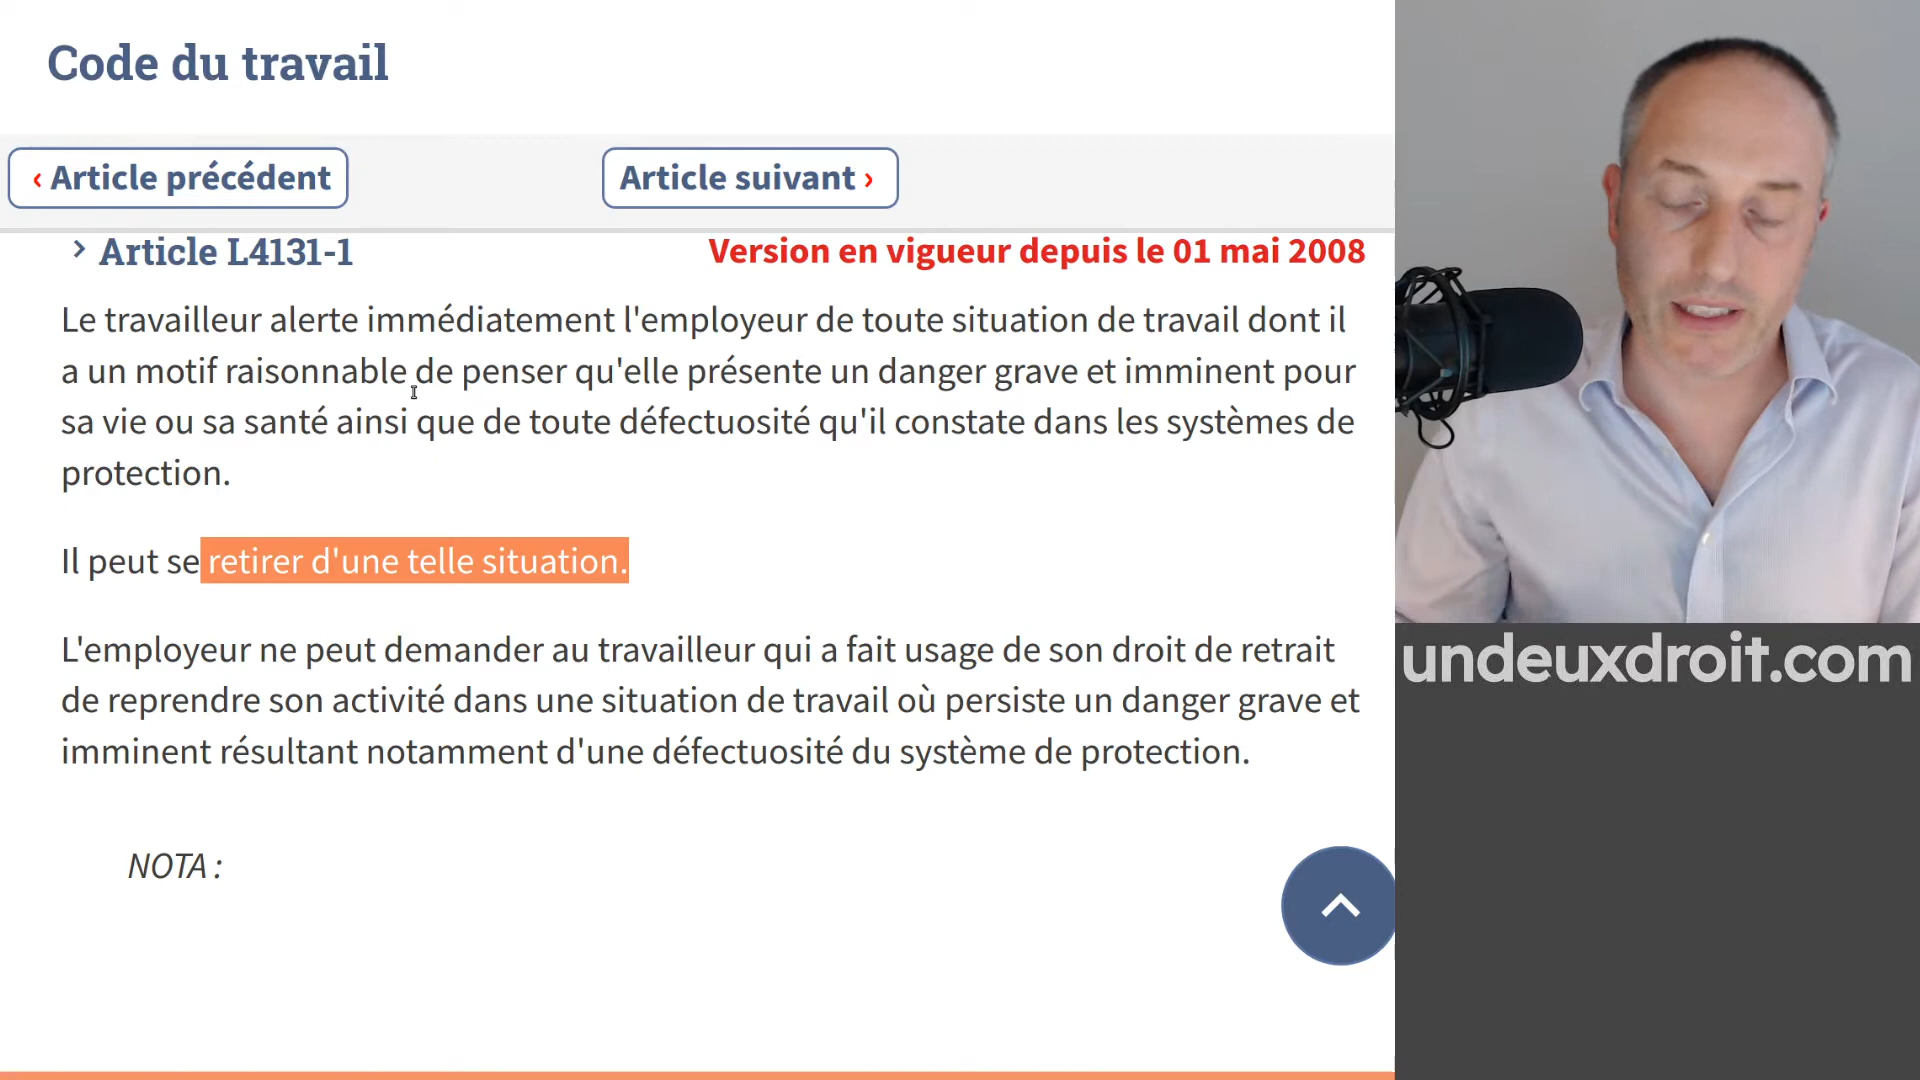 Code du travail
‹ Article précédent
Article suivant ›
› Article L4131-1
Version en vigueur depuis le 01 mai 2008
Le travailleur alerte immédiatement l'employeur de toute situation de travail dont il
a un motif raisonnable de penser qu'elle présente un danger grave et imminent pour
sa vie ou sa santé ainsi que de toute défectuosité qu'il constate dans les systèmes de
protection.
Il peut se retirer d'une telle situation.
L'employeur ne peut demander au travailleur qui a fait usage de son droit de retrait
de reprendre son activité dans une situation de travail où persiste un danger grave et
imminent résultant notamment d'une défectuosité du système de protection.
NOTA :
undeuxdroit.com